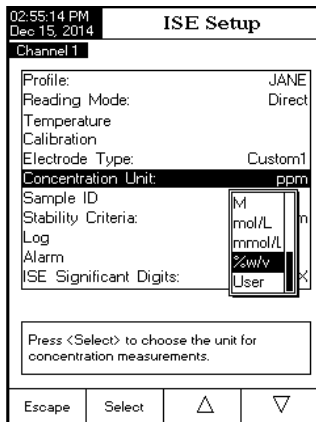 02:55:14 PM
Dec 15, 2014
ISE Setup
Channel 1
Profile: JANE
Reading Mode: Direct
Temperature
Calibration
Electrode Type: Custom1
Concentration Unit: ppm
Sample ID
Stability Criteria:
Log
Alarm
ISE Significant Digits:
M
mol/L
mmol/L
%w/v
User
Press <Select> to choose the unit for
concentration measurements.
Escape Select